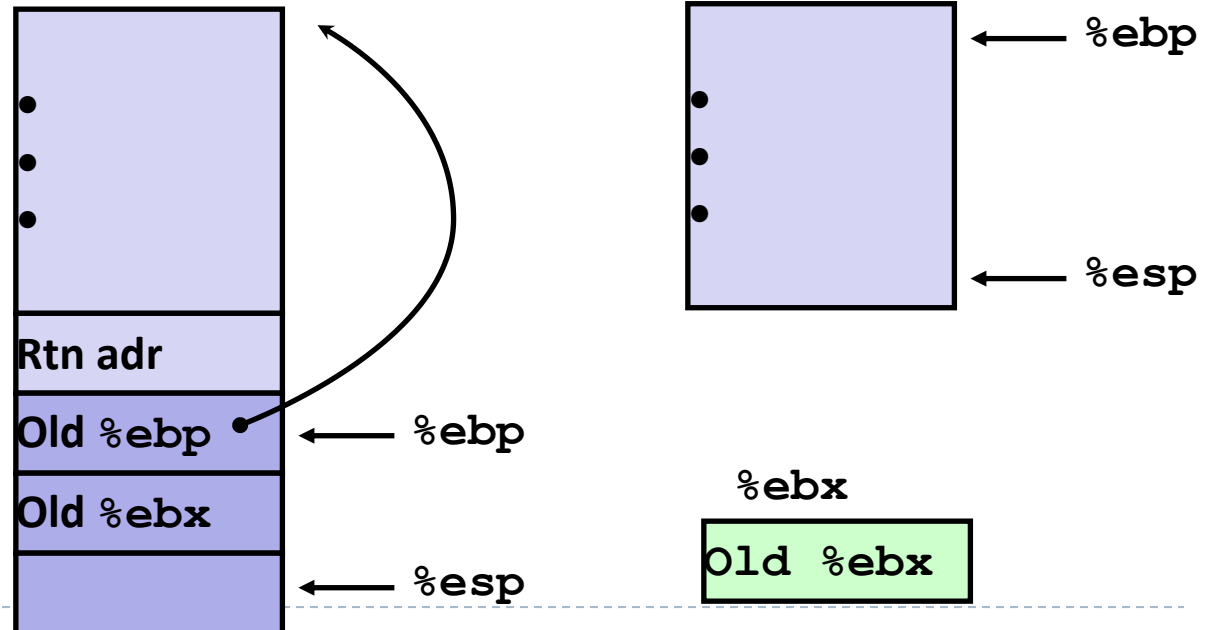 %ebp
%esp
Rtn adr
Old %ebp
%ebp
Old %ebx
%esp
%ebx
Old %ebx